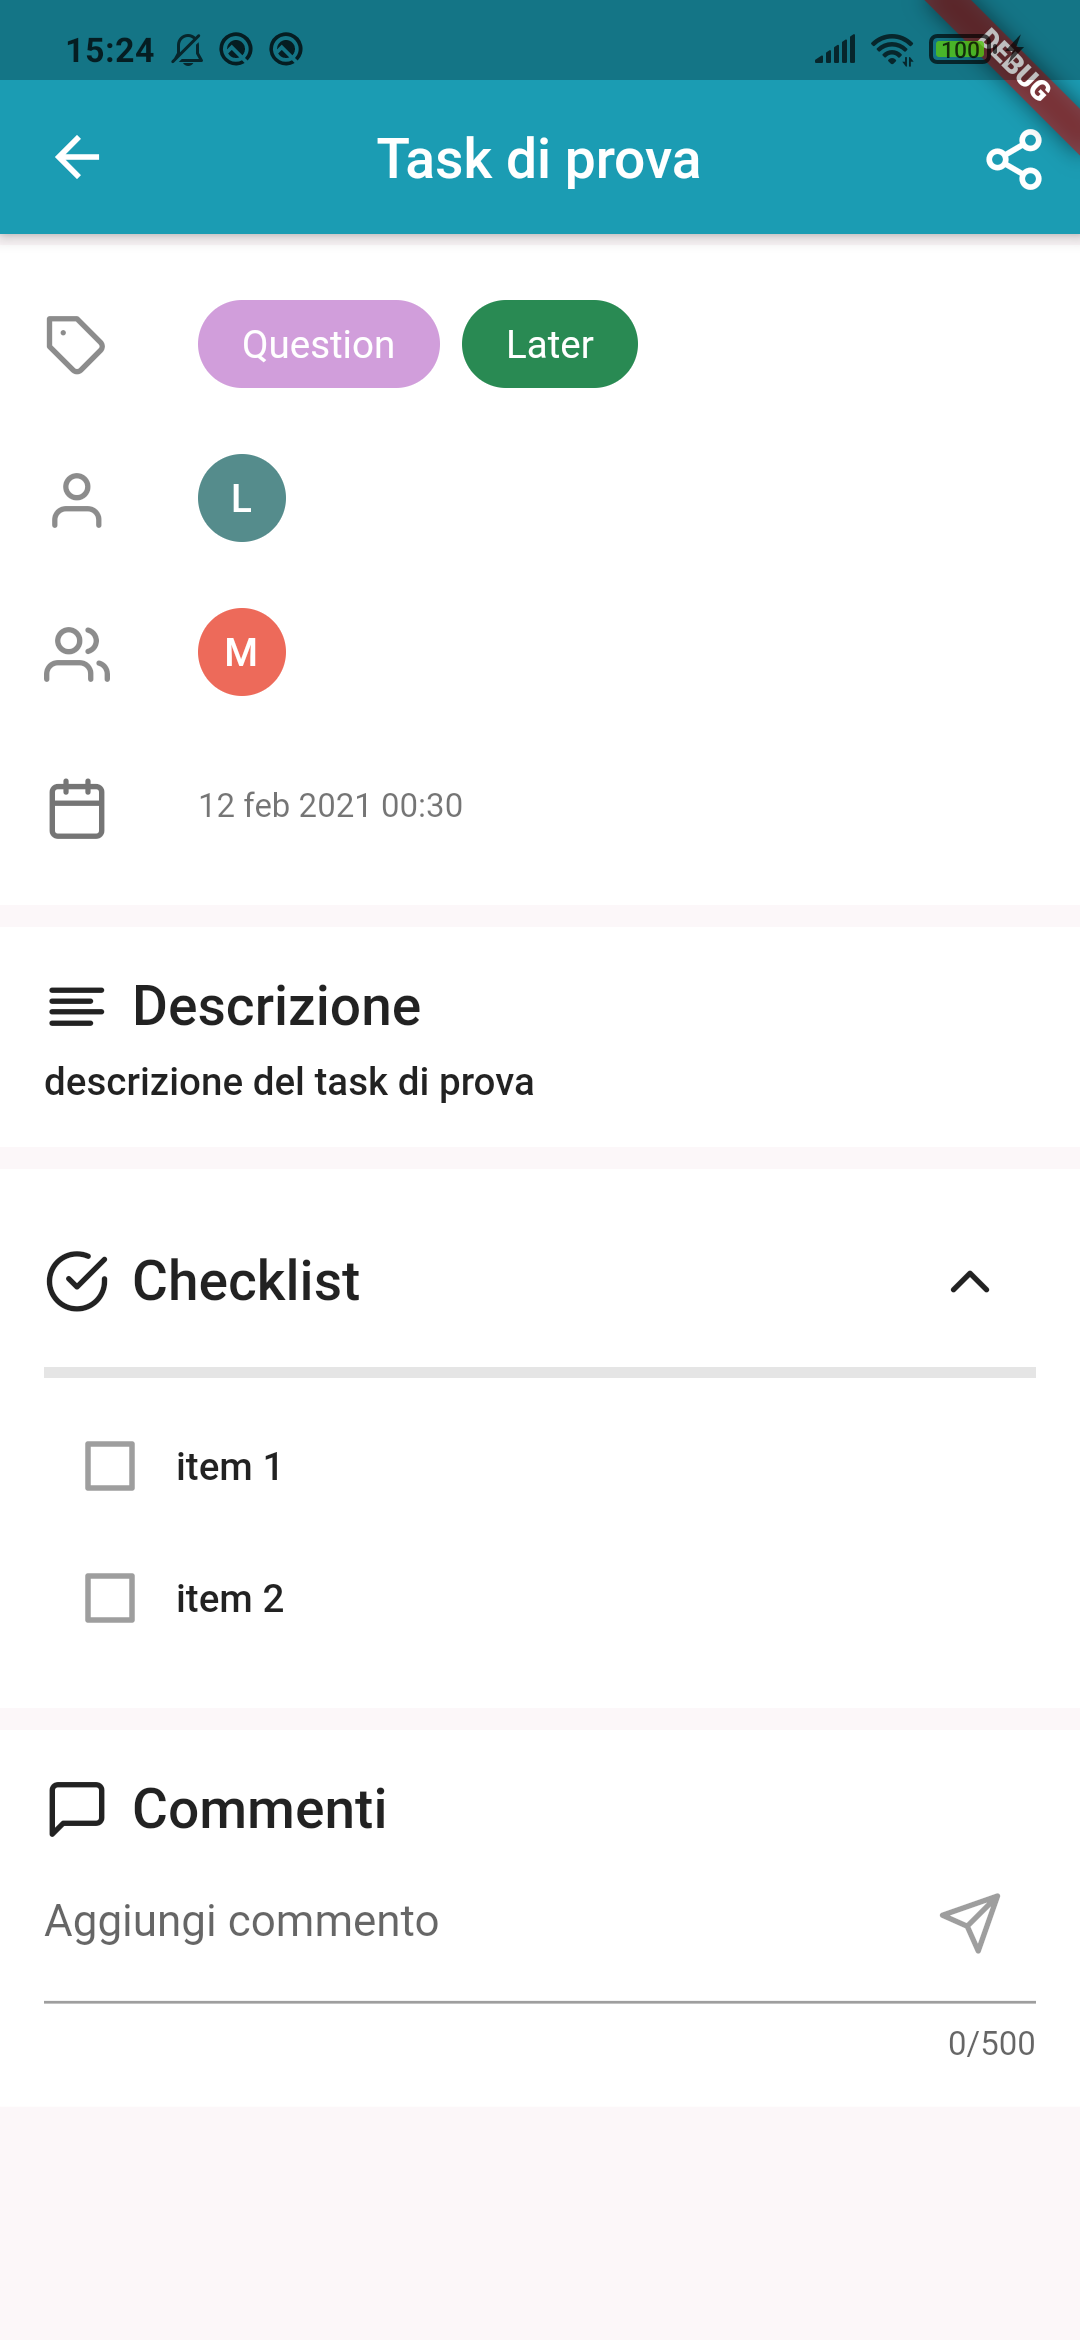 15:24
100
DEBUG
Task di prova
Question Later
L
M
12 feb 2021 00:30
Descrizione
descrizione del task di prova
Checklist
item 1
item 2
Commenti
Aggiungi commento
0/500